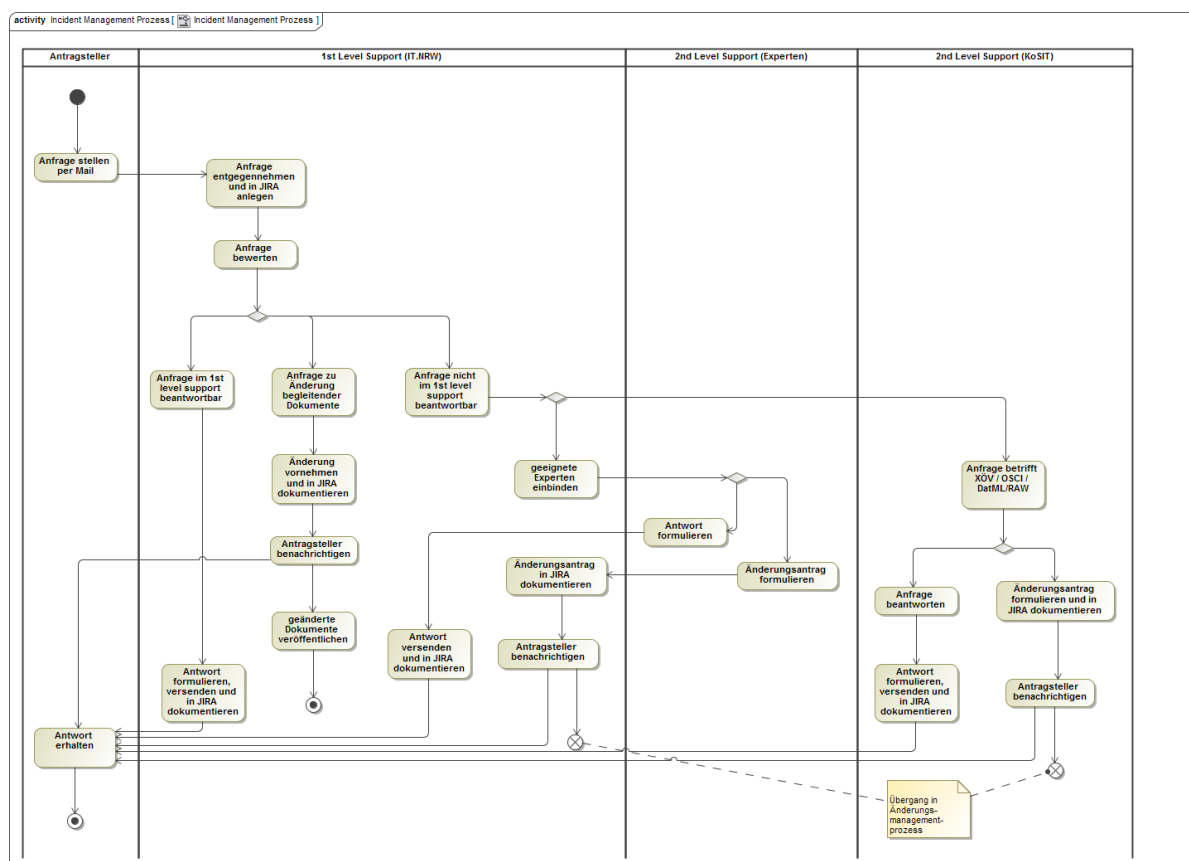 activity Incident Management Prozess [ Incident Management Prozess ]
Antragsteller
1st Level Support (IT.NRW)
2nd Level Support (Experten)
2nd Level Support (KoSIT)
Anfrage stellen
per Mail
Anfrage
entgegennehmen
und in JIRA
anlegen
Anfrage
bewerten
Anfrage im 1st
level support
beantwortbar
Anfrage zu
Änderung
begleitender
Dokumente
Anfrage nicht
im 1st level
support
beantwortbar
Änderung
vornehmen
und in JIRA
dokumentieren
geeignete
Experten
einbinden
Anfrage betrifft
XÖV / OSCI /
DatML/RAW
Antwort
formulieren
Antragsteller
benachrichtigen
Änderungsantrag
in JIRA
dokumentieren
Änderungsantrag
formulieren
Anfrage
beantworten
Änderungsantrag
formulieren und in
JIRA dokumentieren
geänderte
Dokumente
veröffentlichen
Antwort
versenden
und in JIRA
dokumentieren
Antragsteller
benachrichtigen
Antwort
formulieren,
versenden und
in JIRA
dokumentieren
Antwort
formulieren,
versenden und
in JIRA
dokumentieren
Antragsteller
benachrichtigen
Antwort
erhalten
Übergang in
Änderungs-
management-
prozess